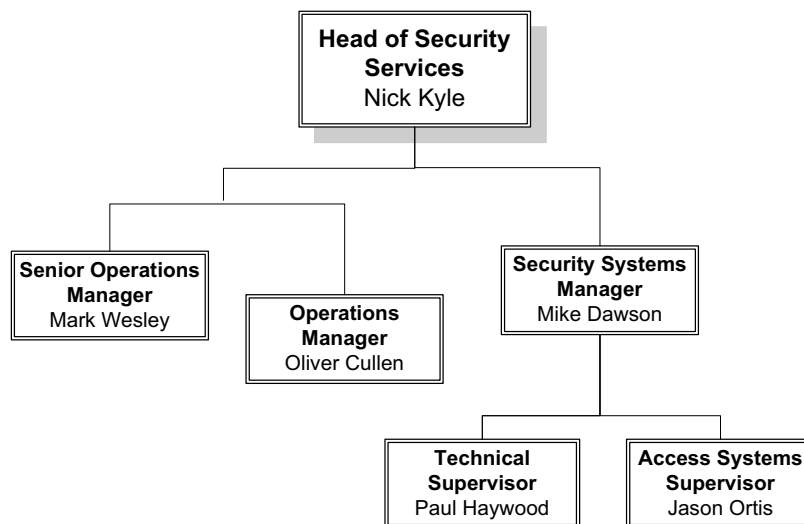 Head of Security
Services
Nick Kyle
Senior Operations
Manager
Mark Wesley
Operations
Manager
Oliver Cullen
Security Systems
Manager
Mike Dawson
Technical
Supervisor
Paul Haywood
Access Systems
Supervisor
Jason Ortis